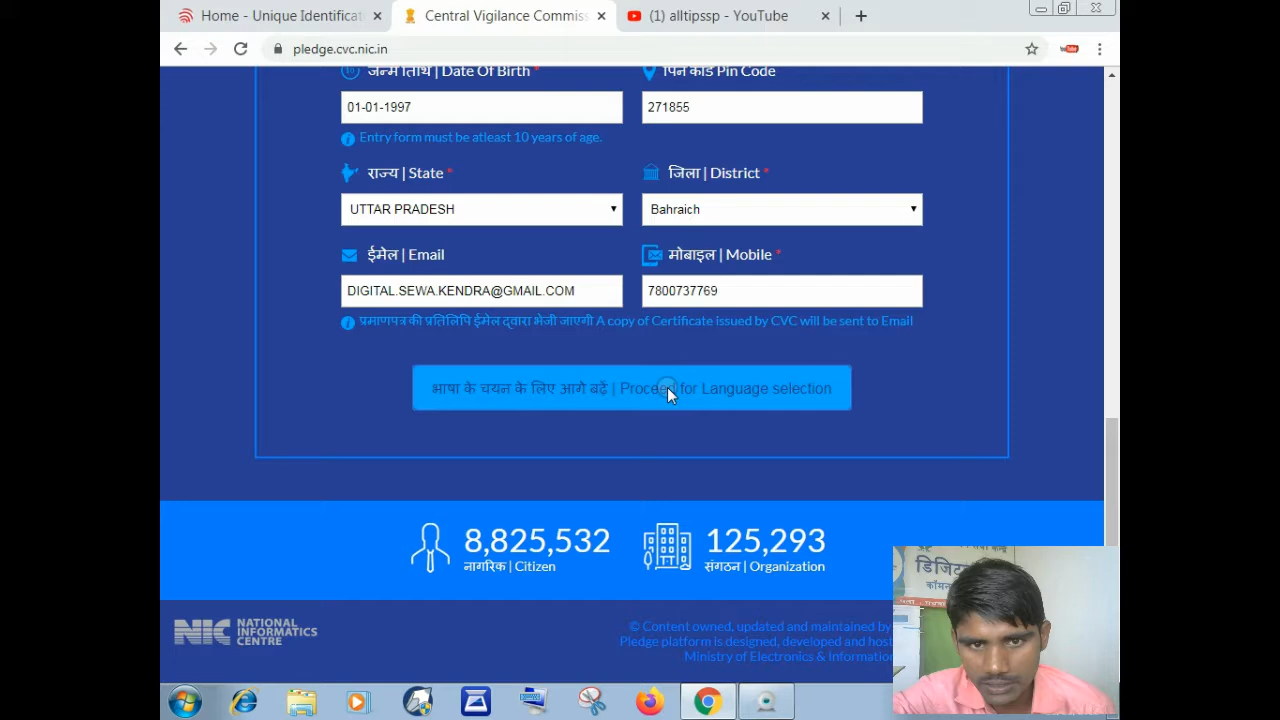 Home - Unique Identificat
Central Vigilance Commiss
(1) alltipssp - YouTube
pledge.cvc.nic.in
जन्म तिथि | Date Of Birth *
पिन कोड Pin Code
01-01-1997
271855
Entry form must be atleast 10 years of age.
राज्य | State *
जिला | District *
UTTAR PRADESH
Bahraich
ईमेल | Email
मोबाइल | Mobile *
DIGITAL.SEWA.KENDRA@GMAIL.COM
7800737769
प्रमाणपत्र की प्रतिलिपि ईमेल द्वारा भेजी जाएगी A copy of Certificate issued by CVC will be sent to Email
भाषा के चयन के लिए आगे बढ़ें | Proceed for Language selection
8,825,532
नागरिक | Citizen
125,293
संगठन | Organization
डिजिट
कॉमन
NIC NATIONAL
INFORMATICS
CENTRE
© Content owned, updated and maintained by
Pledge platform is designed, developed and host
Ministry of Electronics & Information